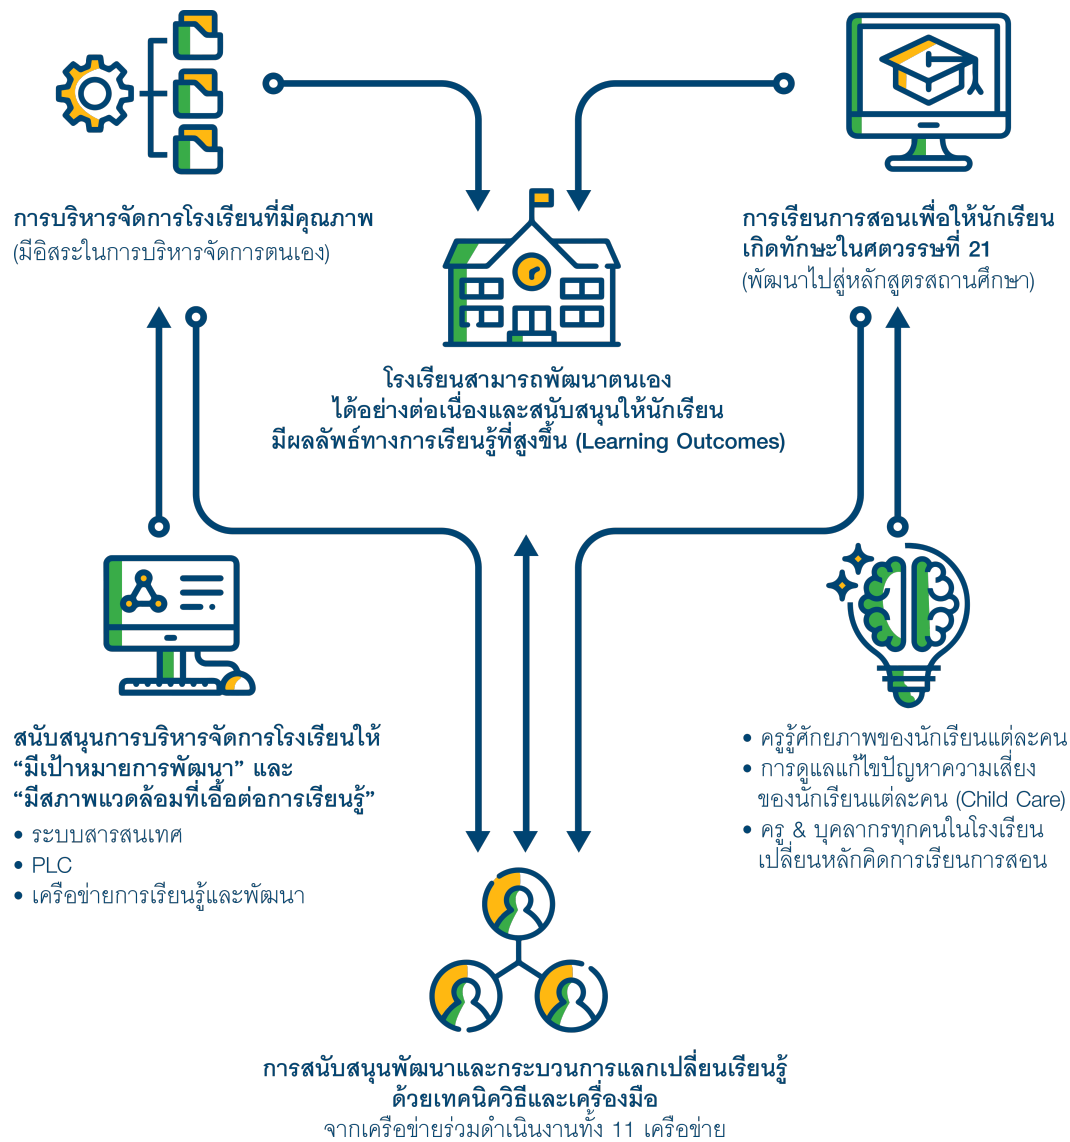 การบริหารจัดการโรงเรียนที่มีคุณภาพ
(มีอิสระในการบริหารจัดการตนเอง)
การเรียนการสอนเพื่อให้นักเรียน
เกิดทักษะในศตวรรษที่ 21
(พัฒนาไปสู่หลักสูตรสถานศึกษา)
โรงเรียนสามารถพัฒนาตนเอง
ได้อย่างต่อเนื่องและสนับสนุนให้นักเรียน
มีผลลัพธ์ทางการเรียนรู้ที่สูงขึ้น (Learning Outcomes)
สนับสนุนการบริหารจัดการโรงเรียนให้
“มีเป้าหมายการพัฒนา” และ
“มีสภาพแวดล้อมที่เอื้อต่อการเรียนรู้”
• ระบบสารสนเทศ
• PLC
• เครือข่ายการเรียนรู้และพัฒนา
• ครูรู้ศักยภาพของนักเรียนแต่ละคน
• การดูแลแก้ไขปัญหาความเสี่ยง
ของนักเรียนแต่ละคน (Child Care)
• ครู & บุคลากรทุกคนในโรงเรียน
เปลี่ยนหลักคิดการเรียนการสอน
การสนับสนุนพัฒนาและกระบวนการแลกเปลี่ยนเรียนรู้
ด้วยเทคนิควิธีและเครื่องมือ
จากเครือข่ายร่วมดำเนินงานทั้ง 11 เครือข่าย